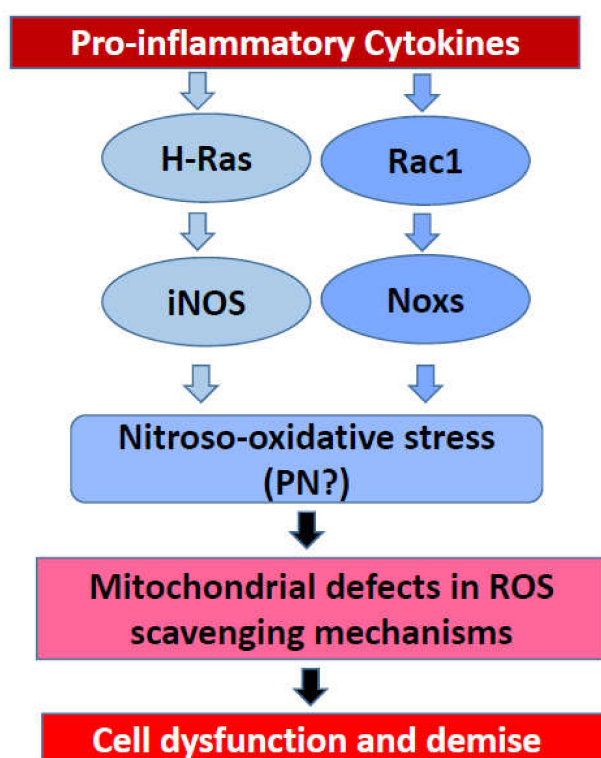 Pro-inflammatory Cytokines
H-Ras
Rac1
iNOS
Noxs
Nitroso-oxidative stress
(PN?)
Mitochondrial defects in ROS
scavenging mechanisms
Cell dysfunction and demise